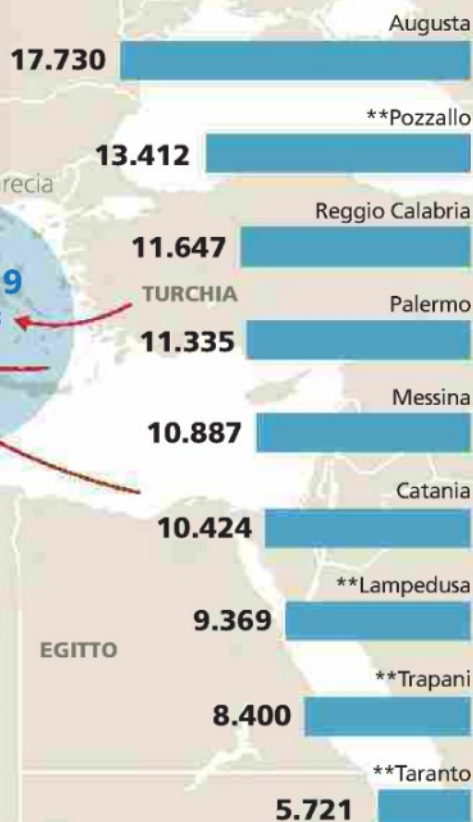 Augusta
17.730
**Pozzallo
13.412
recia
Reggio Calabria
11.647
9
TURCHIA
Palermo
11.335
Messina
10.887
Catania
10.424
**Lampedusa
9.369
EGITTO
**Trapani
8.400
**Taranto
5.721